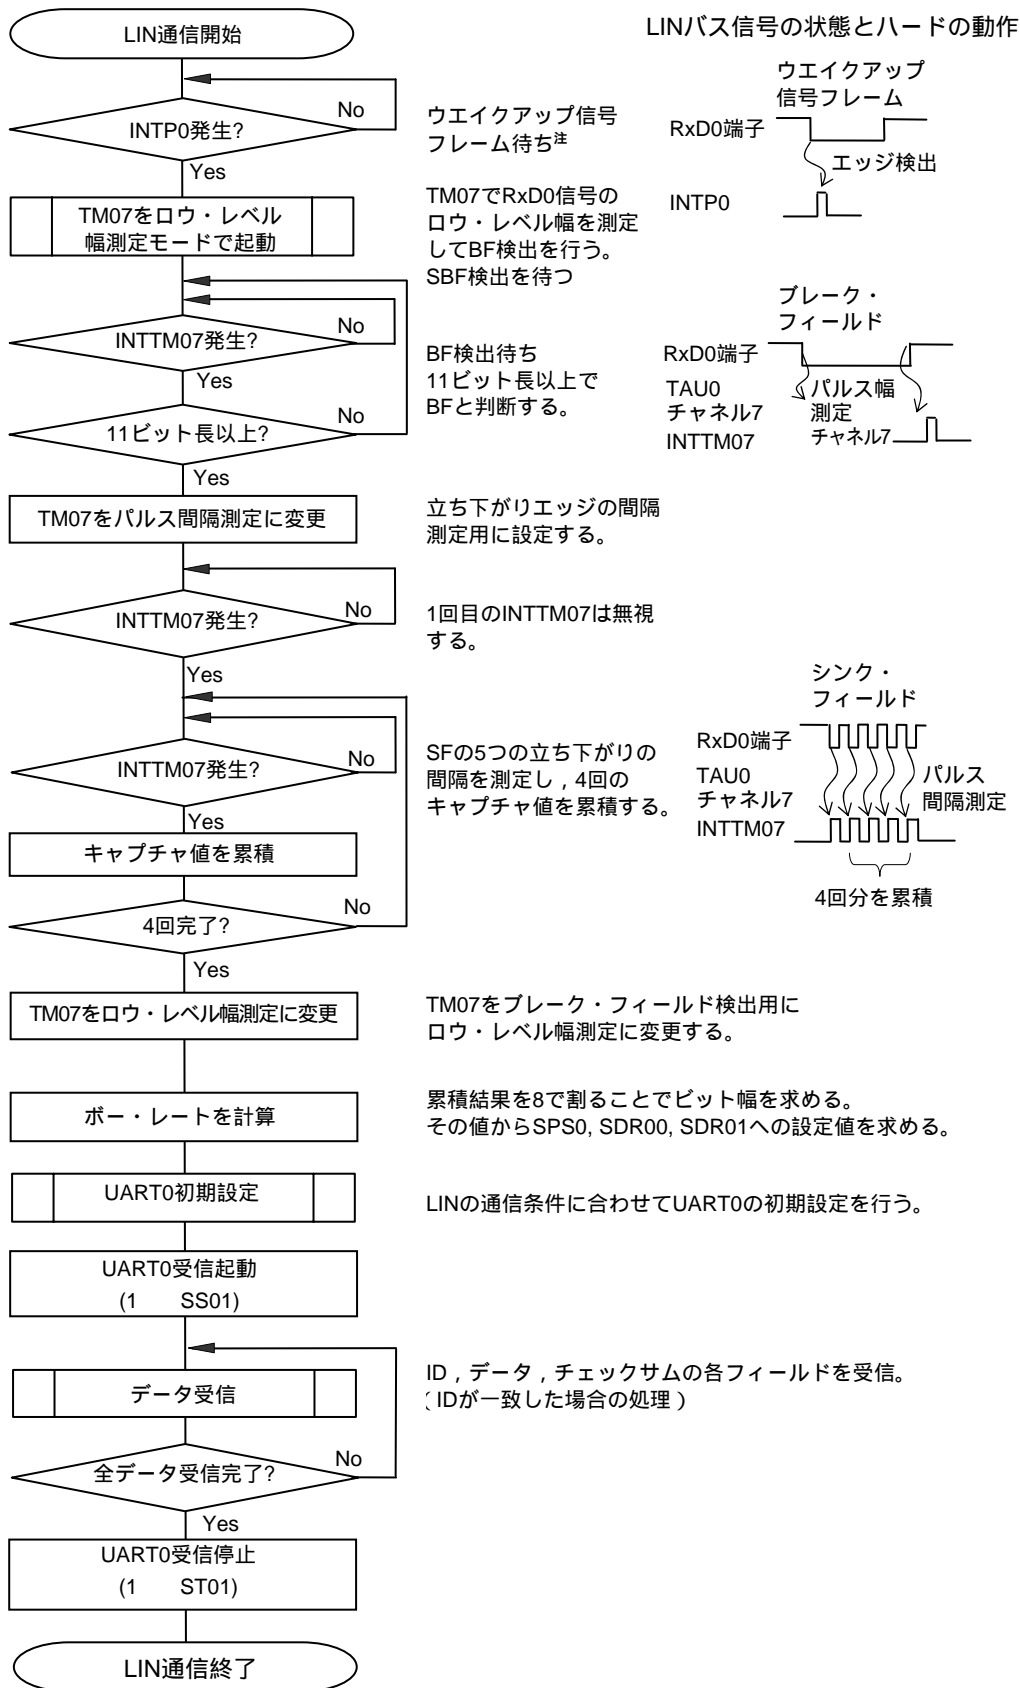 LIN通信開始
LINバス信号の状態とハードの動作
No
INTP0発生?
Yes
ウエイクアップ信号
フレーム待ち注
ウエイクアップ
信号フレーム
RxD0端子
エッジ検出
INTP0
TM07をロウ・レベル
幅測定モードで起動
TM07でRxD0信号の
ロウ・レベル幅を測定
してBF検出を行う。
SBF検出を待つ
No
INTTM07発生?
Yes
No
11ビット長以上?
Yes
BF検出待ち
11ビット長以上で
BFと判断する。
ブレーク・
フィールド
RxD0端子
TAU0
チャネル7
INTTM07
パルス幅
測定
チャネル7
TM07をパルス間隔測定に変更
立ち下がりエッジの間隔
測定用に設定する。
INTTM07発生?
No
Yes
1回目のINTTM07は無視
する。
シンク・
フィールド
INTTM07発生?
No
Yes
SFの5つの立ち下がりの
間隔を測定し，4回の
キャプチャ値を累積する。
RxD0端子
TAU0
チャネル7
INTTM07
パルス
間隔測定
4回分を累積
キャプチャ値を累積
No
4回完了?
Yes
TM07をロウ・レベル幅測定に変更
TM07をブレーク・フィールド検出用に
ロウ・レベル幅測定に変更する。
ボー・レートを計算
累積結果を8で割ることでビット幅を求める。
その値からSPS0, SDR00, SDR01への設定値を求める。
UART0初期設定
LINの通信条件に合わせてUART0の初期設定を行う。
UART0受信起動
(1 SS01)
データ受信
ID，データ，チェックサムの各フィールドを受信。
（IDが一致した場合の処理）
No
全データ受信完了?
Yes
UART0受信停止
(1 ST01)
LIN通信終了